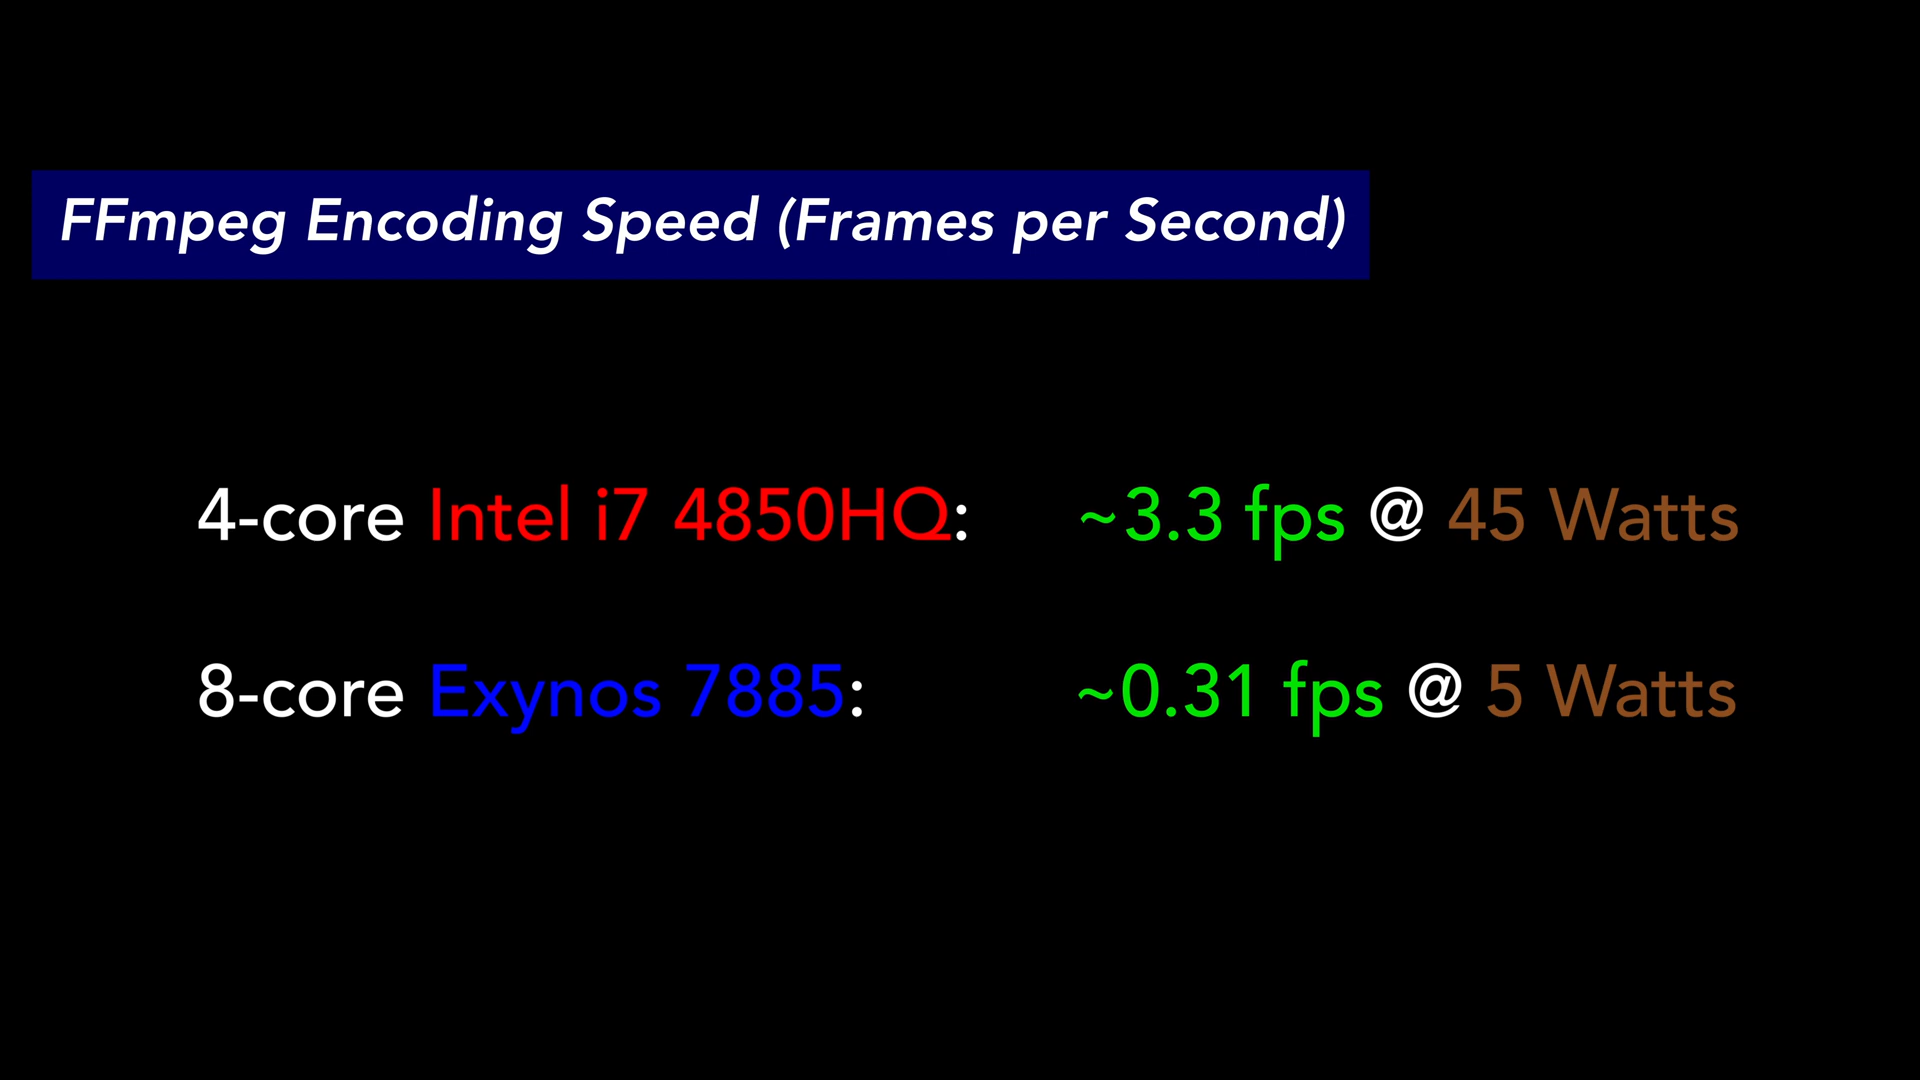 FFmpeg Encoding Speed (Frames per Second)
4-core Intel i7 4850HQ: ~3.3 fps @ 45 Watts
8-core Exynos 7885: ~0.31 fps @ 5 Watts